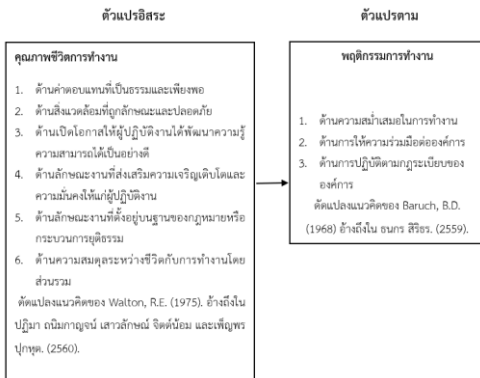 ตัวแปรอิสระ
คุณภาพชีวิตการทำงาน
1. ด้านค่าตอบแทนที่เป็นธรรมและเพียงพอ
2. ด้านสิ่งแวดล้อมที่ถูกลักษณะและปลอดภัย
3. ด้านเปิดโอกาสให้ผู้ปฏิบัติงานได้พัฒนาความรู้
ความสามารถได้เป็นอย่างดี
4. ด้านลักษณะงานที่ส่งเสริมความเจริญเติบโตและ
ความมั่นคงให้แก่ผู้ปฏิบัติงาน
5. ด้านลักษณะงานที่ตั้งอยู่บนฐานของกฎหมายหรือ
กระบวนการยุติธรรม
6. ด้านความสมดุลระหว่างชีวิตกับการทำงานโดย
ส่วนรวม
ดัดแปลงแนวคิดของ Walton, R.E. (1975). อ้างถึงใน
ปฏิมา ถนิมกาญจน์ เสาวลักษณ์ จิตต์น้อม และเพ็ญพร
ปุกหุต. (2560).
ตัวแปรตาม
พฤติกรรมการทำงาน
1. ด้านความสม่ำเสมอในการทำงาน
2. ด้านการให้ความร่วมมือต่อองค์การ
3. ด้านการปฏิบัติตามกฎระเบียบของ
องค์การ
ดัดแปลงแนวคิดของ Baruch, B.D.
(1968) อ้างถึงใน ธนกร สิริธร. (2559).